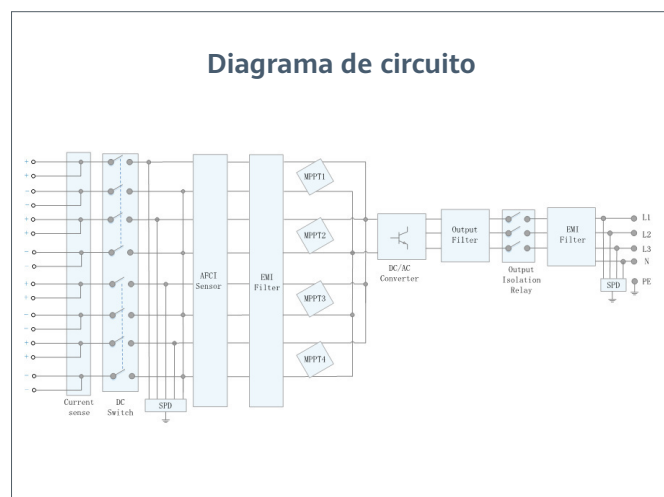 Diagrama de circuito
+
+
-
-
+
+
-
-
+
+
-
-
+
+
-
-
Current
sense
DC
Switch
SPD
AFCI
Sensor
EMI
Filter
MPPT1
MPPT2
MPPT3
MPPT4
DC/AC
Converter
Output
Filter
Output
Isolation
Relay
EMI
Filter
SPD
L1
L2
L3
N
PE